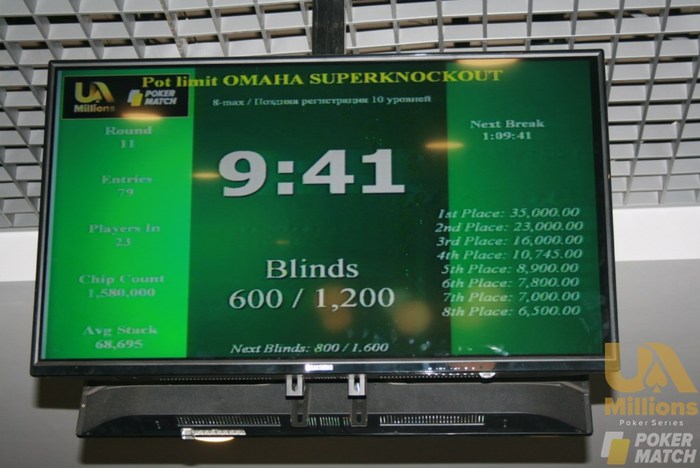 Pot limit OMAHA SUPERKNOCKOUT
UA
Millions
POKER
MATCH
8-max / Поздняя регистрация 10 уровней
Round
11
Entries
79
Players In
23
Chip Count
1,580,000
Avg Stack
68,695
9:41
Blinds
600 / 1,200
Next Blinds: 800 / 1,600
Next Break
1:09:41
1st Place: 35,000.00
2nd Place: 23,000.00
3rd Place: 16,000.00
4th Place: 10,745.00
5th Place: 8,900.00
6th Place: 7,800.00
7th Place: 7,000.00
8th Place: 6,500.00
UA
Millions
Poker Series
POKER
MATCH